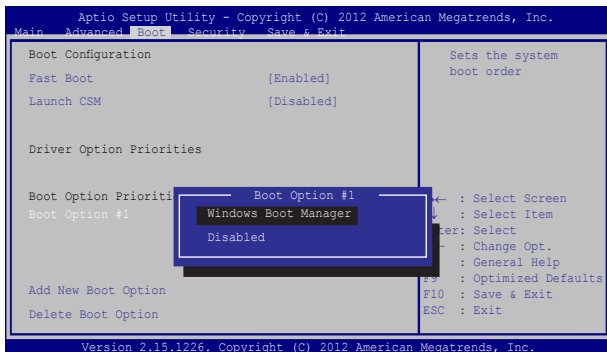 Aptio Setup Utility - Copyright (C) 2012 American Megatrends, Inc.
Main Advanced Boot Security Save & Exit
Boot Configuration
Fast Boot [Enabled]
Launch CSM [Disabled]
Driver Option Priorities
Boot Option Prioriti
Boot Option #1
Boot Option #1
Windows Boot Manager
Disabled
Add New Boot Option
Delete Boot Option
Sets the system
boot order
→← : Select Screen
↓ : Select Item
ter: Select
- : Change Opt.
: General Help
F9 : Optimized Defaults
F10 : Save & Exit
ESC : Exit
Version 2.15.1226. Copyright (C) 2012 American Megatrends, Inc.